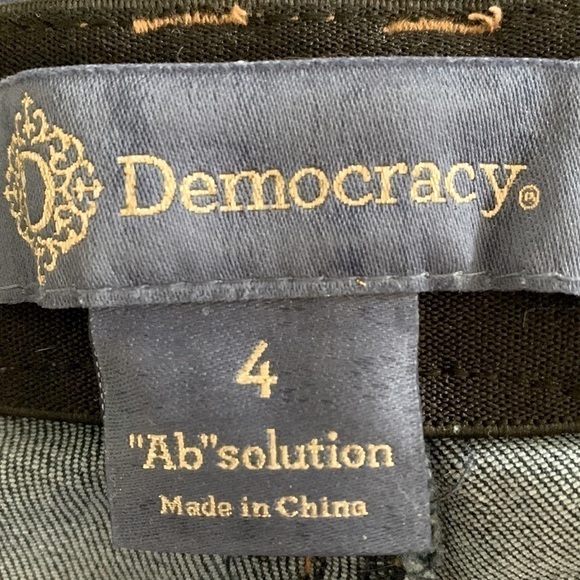 D
Democracy®
4
"Ab"solution
Made in China